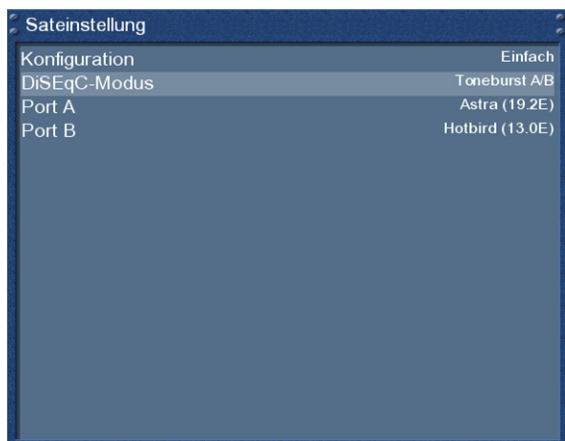 Sateinstellung
Konfiguration Einfach
DiSEqC-Modus Toneburst A/B
Port A Astra (19.2E)
Port B Hotbird (13.0E)